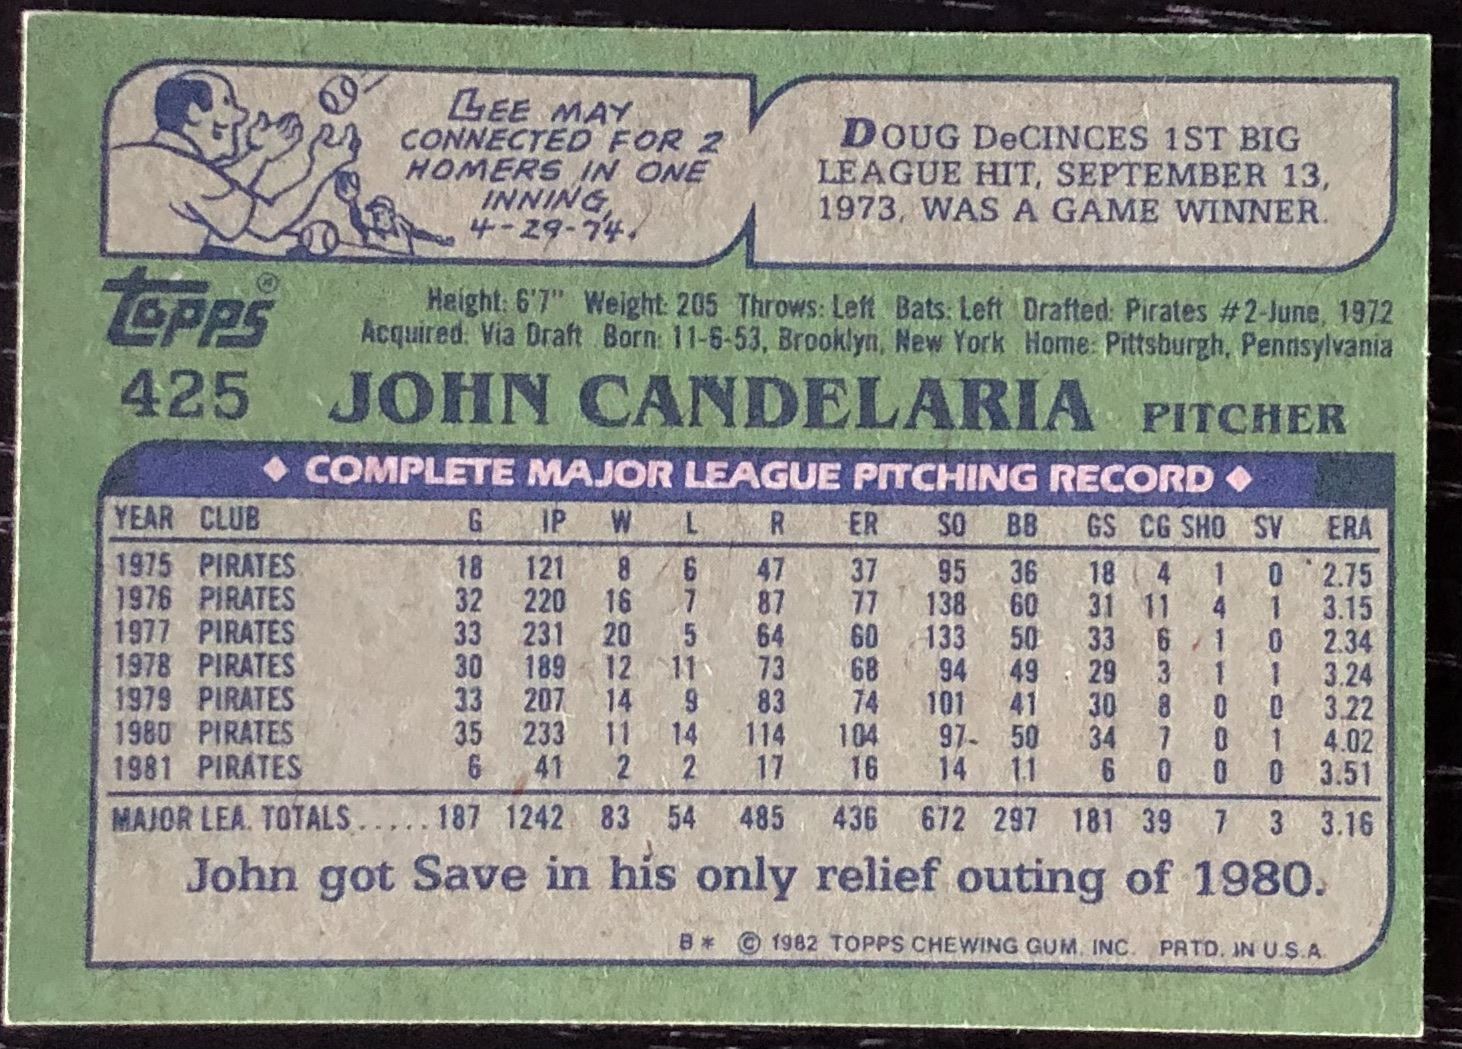 LEE MAY
CONNECTED FOR 2
HOMERS IN ONE
INNING,
4-29-74.
DOUG DeCINCES 1ST BIG
LEAGUE HIT, SEPTEMBER 13,
1973, WAS A GAME WINNER.
TOPPS®
Height: 6'7" Weight: 205 Throws: Left Bats: Left Drafted: Pirates #2-June, 1972
Acquired: Via Draft Born: 11-6-53, Brooklyn, New York Home: Pittsburgh, Pennsylvania
425 JOHN CANDELARIA PITCHER
◆ COMPLETE MAJOR LEAGUE PITCHING RECORD ◆
YEAR CLUB G IP W L R ER SO BB GS CG SHO SV ERA
1975 PIRATES 18 121 8 6 47 37 95 36 18 4 1 0 2.75
1976 PIRATES 32 220 16 7 87 77 138 60 31 11 4 1 3.15
1977 PIRATES 33 231 20 5 64 60 133 50 33 6 1 0 2.34
1978 PIRATES 30 189 12 11 73 68 94 49 29 3 1 1 3.24
1979 PIRATES 33 207 14 9 83 74 101 41 30 8 0 0 3.22
1980 PIRATES 35 233 11 14 114 104 97 50 34 7 0 1 4.02
1981 PIRATES 6 41 2 2 17 16 14 11 6 0 0 0 3.51
MAJOR LEA. TOTALS..... 187 1242 83 54 485 436 672 297 181 39 7 3 3.16
John got Save in his only relief outing of 1980.
B* © 1982 TOPPS CHEWING GUM, INC. PRTD. IN U.S.A.